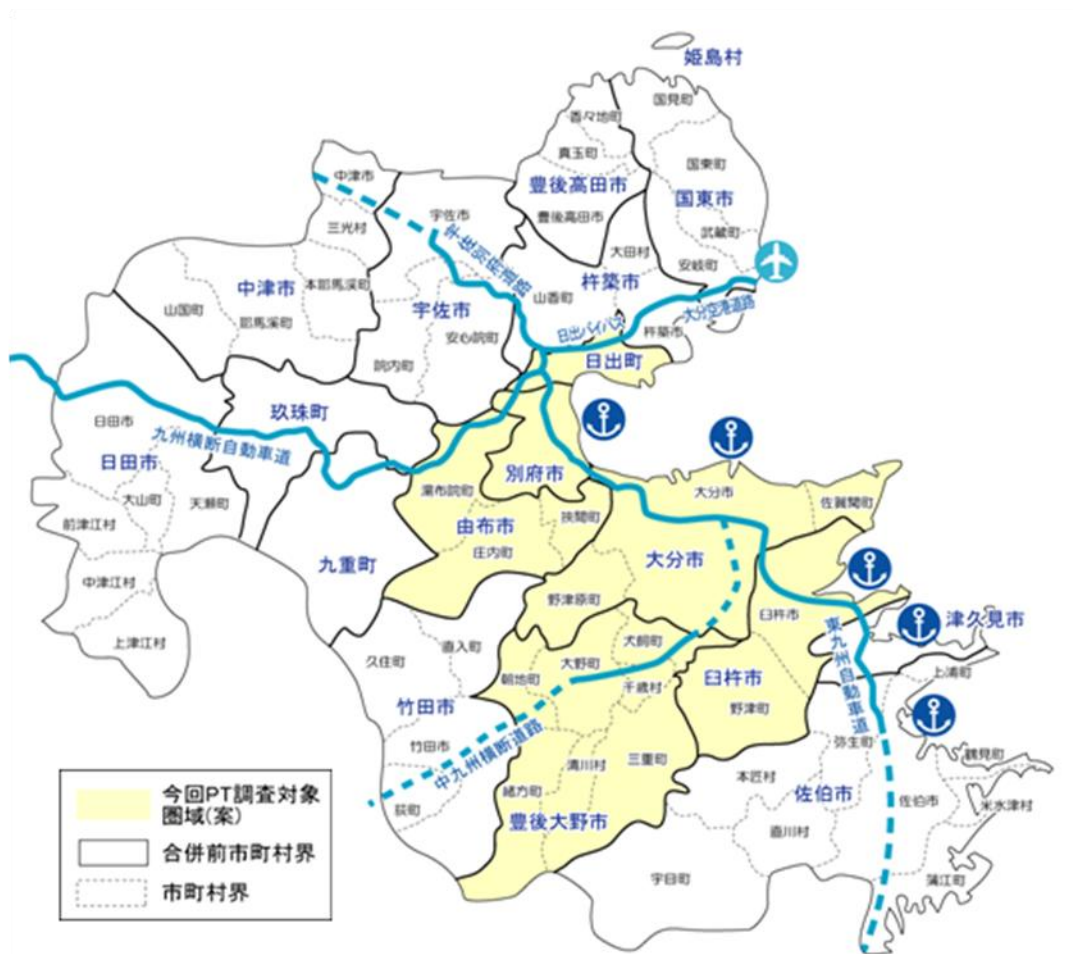 姫島村
国見町
香々地町
真玉町
国東町
中津市
豊後高田市
国東市
宇佐市
豊後高田市
武蔵町
三光村
宇佐別府道路
大田村
安岐町
杵築市
本耶馬溪町
中津市
山香町
大分空港道路
山国町
宇佐市
日出バイパス
杵築市
耶馬溪町
安心院町
院内町
日出町
玖珠町
日田市
九州横断自動車道
日田市
別府市
大山町
天瀬町
湯布院町
大分市
佐賀関町
前津江村
由布市
挾間町
庄内町
大分市
九重町
中津江村
野津原町
臼杵市
津久見市
上津江村
久住町
直入町
犬飼町
大野町
東九州自動車道
朝地町
千歳村
臼杵市
上浦町
竹田市
野津町
竹田市
中九州横断道路
弥生町
鶴見町
清川村
三重町
本匠村
佐伯市
佐伯市
米水津村
荻町
緒方町
豊後大野市
直川村
宇目町
蒲江町
今回PT調査対象
圏域(案)
合併前市町村界
市町村界